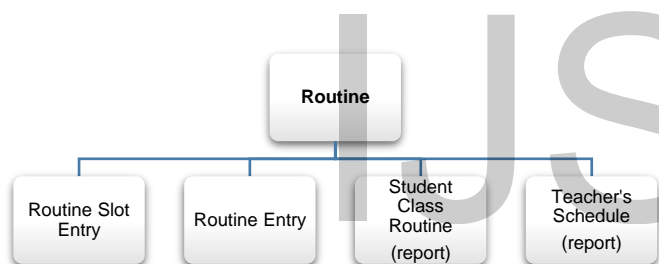 Routine
Routine Slot
Entry
Routine Entry
Student
Class
Routine
(report)
Teacher's
Schedule
(report)
IJS